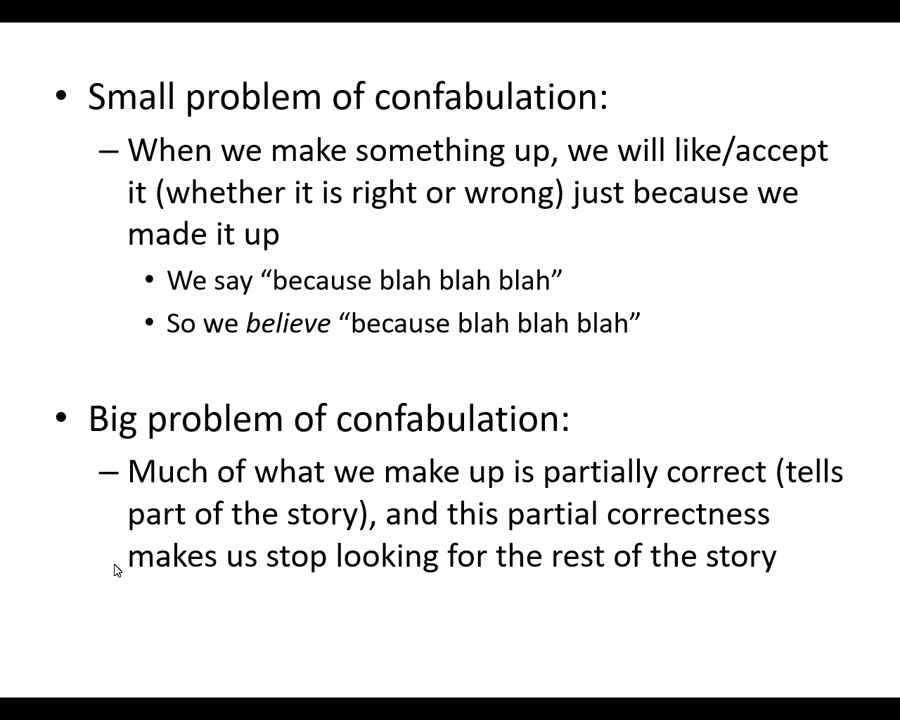 • Small problem of confabulation:
– When we make something up, we will like/accept
it (whether it is right or wrong) just because we
made it up
• We say “because blah blah blah”
• So we believe “because blah blah blah”
• Big problem of confabulation:
– Much of what we make up is partially correct (tells
part of the story), and this partial correctness
makes us stop looking for the rest of the story